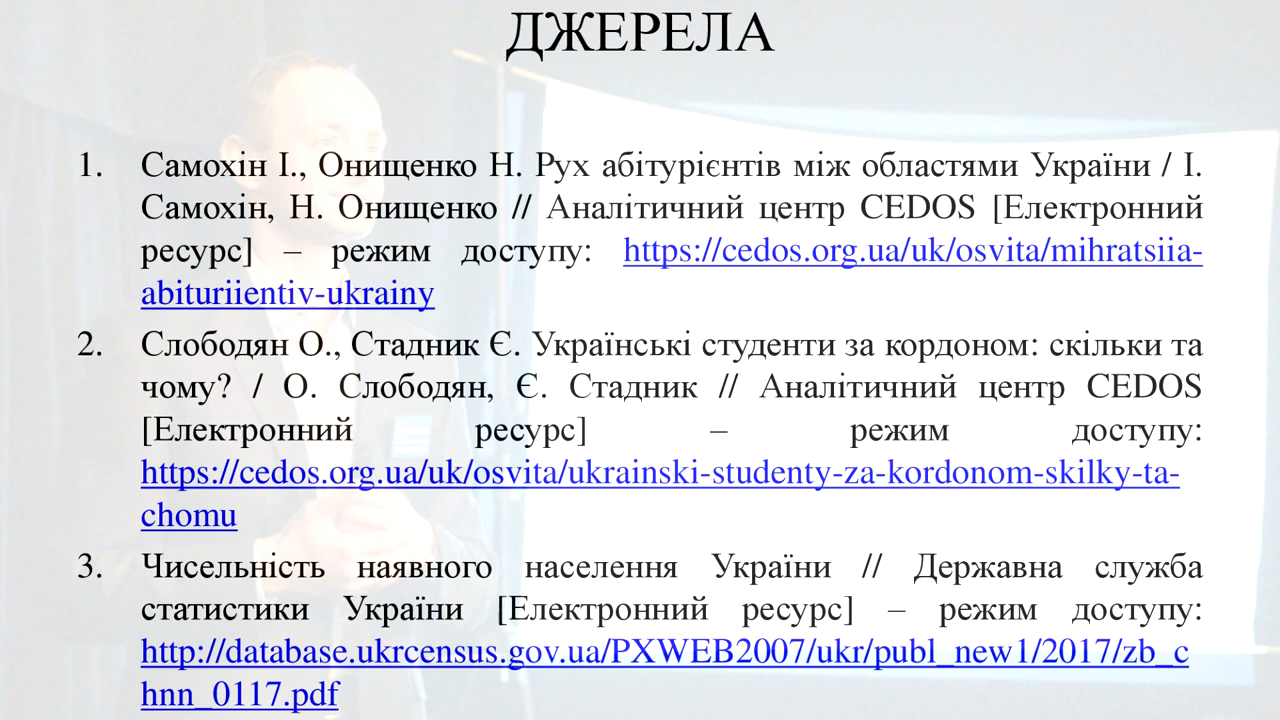 ДЖЕРЕЛА
1. Самохін І., Онищенко Н. Рух абітурієнтів між областями України / І.
Самохін, Н. Онищенко // Аналітичний центр CEDOS [Електронний
ресурс] – режим доступу: https://cedos.org.ua/uk/osvita/mihratsiia-
abituriientiv-ukrainy
2. Слободян О., Стадник Є. Українські студенти за кордоном: скільки та
чому? / О. Слободян, Є. Стадник // Аналітичний центр CEDOS
[Електронний ресурс] – режим доступу:
https://cedos.org.ua/uk/osvita/ukrainski-studenty-za-kordonom-skilky-ta-
chomu
3. Чисельність наявного населення України // Державна служба
статистики України [Електронний ресурс] – режим доступу:
http://database.ukrcensus.gov.ua/PXWEB2007/ukr/publ_new1/2017/zb_c
hnn_0117.pdf